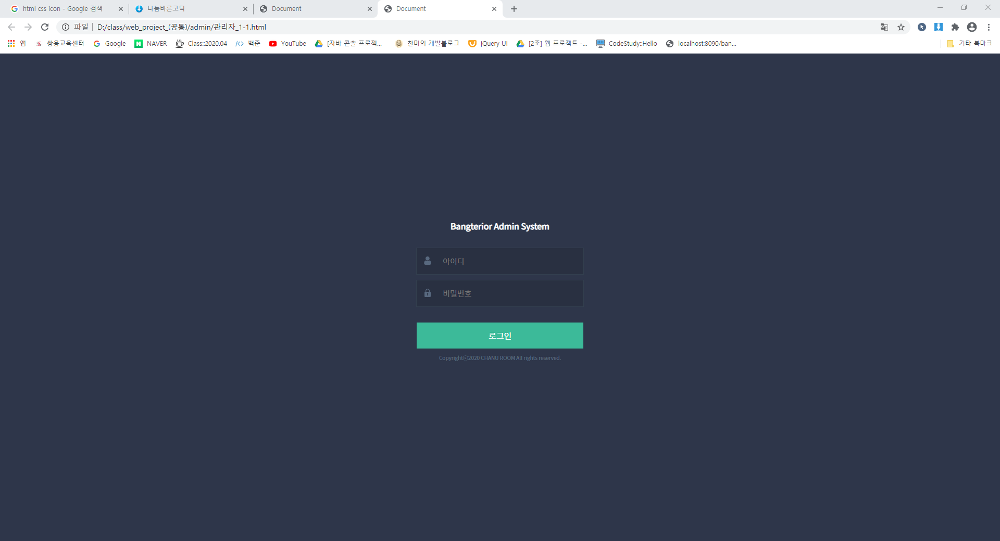 html css icon - Google 검색
나눔바른고딕
Document
Document
파일 D:/class/web_project_(공통)/admin/관리자_1-1.html
앱 쌍용교육센터 Google NAVER Class::2020.04 백준 YouTube [자바 콘솔 프로젝... 찬미의 개발블로그 jQuery UI [2조] 웹 프로젝트 -... CodeStudy::Hello localhost:8090/ban... 기타 북마크
Bangterior Admin System
아이디
비밀번호
로그인
Copyrightⓒ2020 CHANU ROOM All rights reserved.